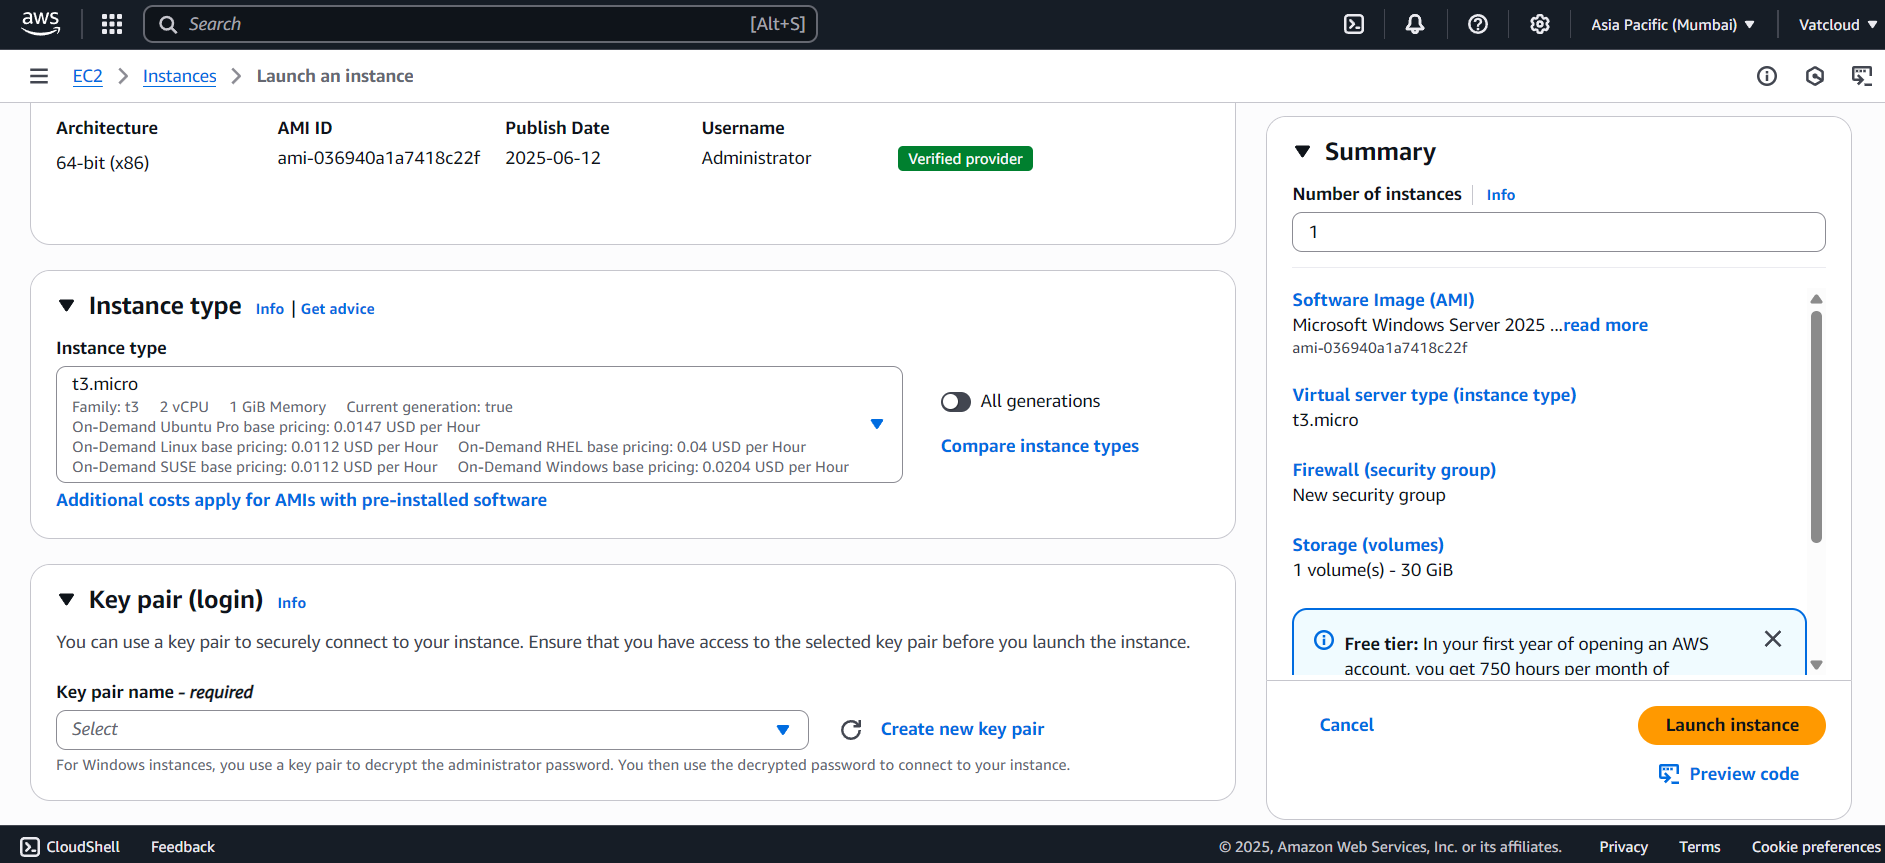 aws
Search
[Alt+S]
Asia Pacific (Mumbai)
Vatcloud
EC2
Instances
Launch an instance
Architecture
64-bit (x86)
AMI ID
ami-036940a1a7418c22f
Publish Date
2025-06-12
Username
Administrator
Verified provider
Instance type
Info | Get advice
Instance type
t3.micro
Family: t3 2 vCPU 1 GiB Memory Current generation: true
On-Demand Ubuntu Pro base pricing: 0.0147 USD per Hour
On-Demand Linux base pricing: 0.0112 USD per Hour On-Demand RHEL base pricing: 0.04 USD per Hour
On-Demand SUSE base pricing: 0.0112 USD per Hour On-Demand Windows base pricing: 0.0204 USD per Hour
All generations
Compare instance types
Additional costs apply for AMIs with pre-installed software
Key pair (login)
Info
You can use a key pair to securely connect to your instance. Ensure that you have access to the selected key pair before you launch the instance.
Key pair name - required
Select
Create new key pair
For Windows instances, you use a key pair to decrypt the administrator password. You then use the decrypted password to connect to your instance.
Summary
Number of instances
Info
1
Software Image (AMI)
Microsoft Windows Server 2025 ...read more
ami-036940a1a7418c22f
Virtual server type (instance type)
t3.micro
Firewall (security group)
New security group
Storage (volumes)
1 volume(s) - 30 GiB
Free tier: In your first year of opening an AWS
account, you get 750 hours per month of
Cancel
Launch instance
Preview code
CloudShell
Feedback
© 2025, Amazon Web Services, Inc. or its affiliates.
Privacy
Terms
Cookie preferences